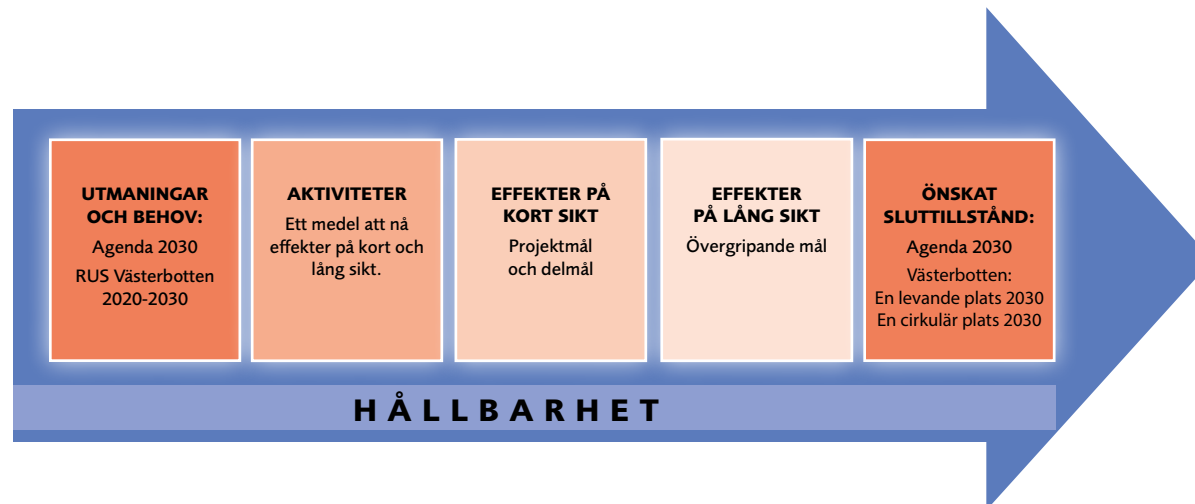 UTMANINGAR
OCH BEHOV:
Agenda 2030
RUS Västerbotten
2020-2030
AKTIVITETER
Ett medel att nå
effekter på kort och
lång sikt.
EFFEKTER PÅ
KORT SIKT
Projektmål
och delmål
EFFEKTER
PÅ LÅNG SIKT
Övergripande mål
ÖNSKAT
SLUTTILLSTÅND:
Agenda 2030
Västerbotten:
En levande plats 2030
En cirkulär plats 2030
HÅLLBARHET